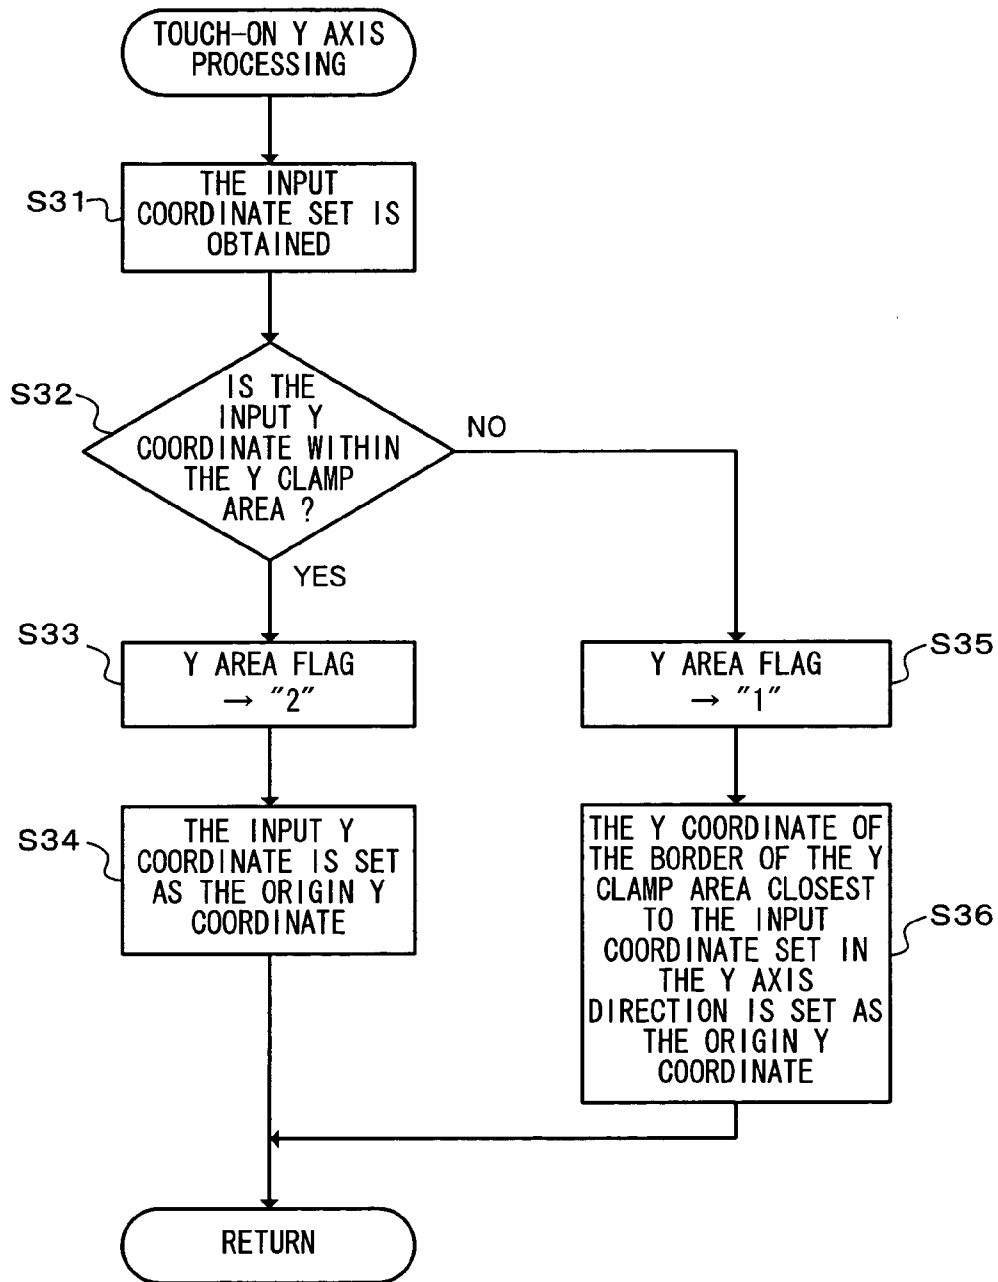 TOUCH-ON Y AXIS
PROCESSING
S31
THE INPUT
COORDINATE SET IS
OBTAINED
S32
IS THE
INPUT Y
COORDINATE WITHIN
THE Y CLAMP
AREA ?
NO
YES
S33
Y AREA FLAG
→ "2"
S35
Y AREA FLAG
→ "1"
S34
THE INPUT Y
COORDINATE IS SET
AS THE ORIGIN Y
COORDINATE
S36
THE Y COORDINATE OF
THE BORDER OF THE Y
CLAMP AREA CLOSEST
TO THE INPUT
COORDINATE SET IN
THE Y AXIS
DIRECTION IS SET AS
THE ORIGIN Y
COORDINATE
RETURN